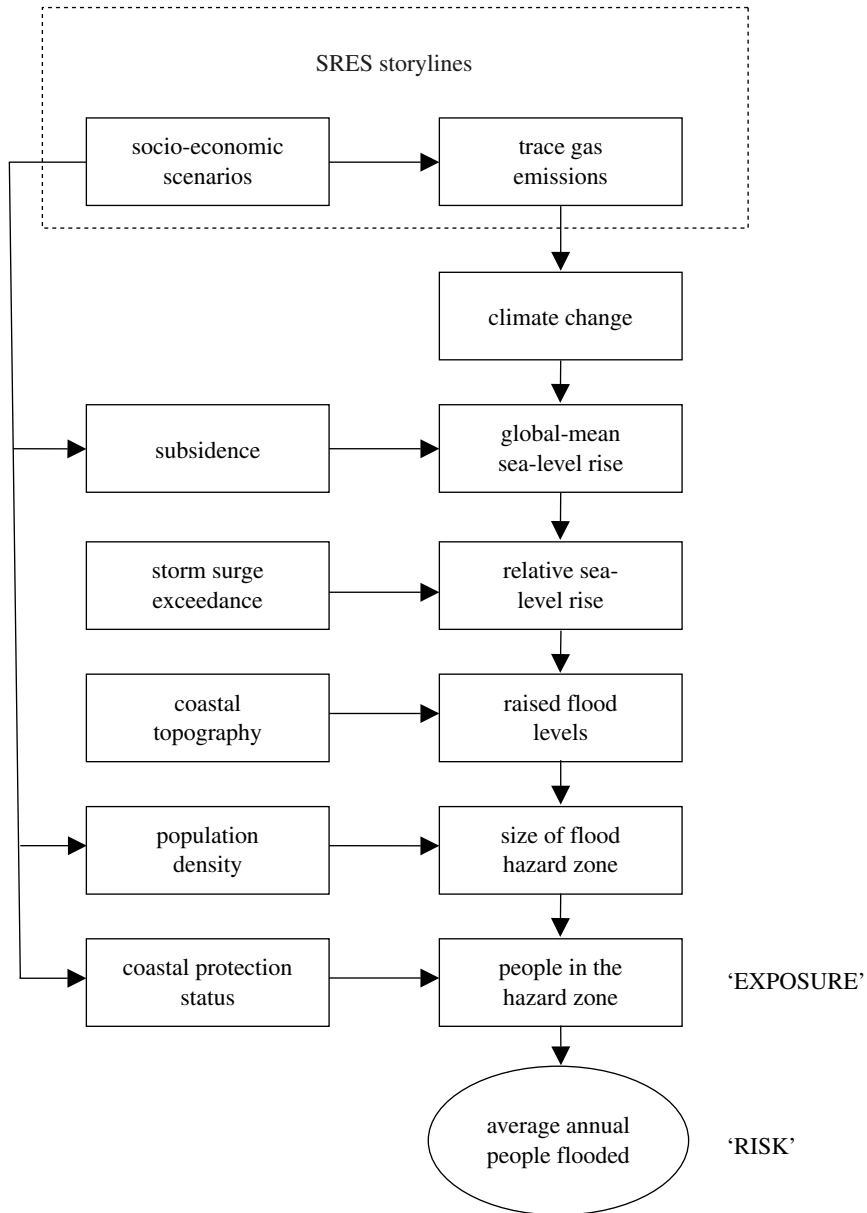 SRES storylines
socio-economic
scenarios
trace gas
emissions
climate change
subsidence
global-mean
sea-level rise
storm surge
exceedance
relative sea-
level rise
coastal
topography
raised flood
levels
population
density
size of flood
hazard zone
coastal protection
status
people in the
hazard zone
‘EXPOSURE’
average annual
people flooded
‘RISK’